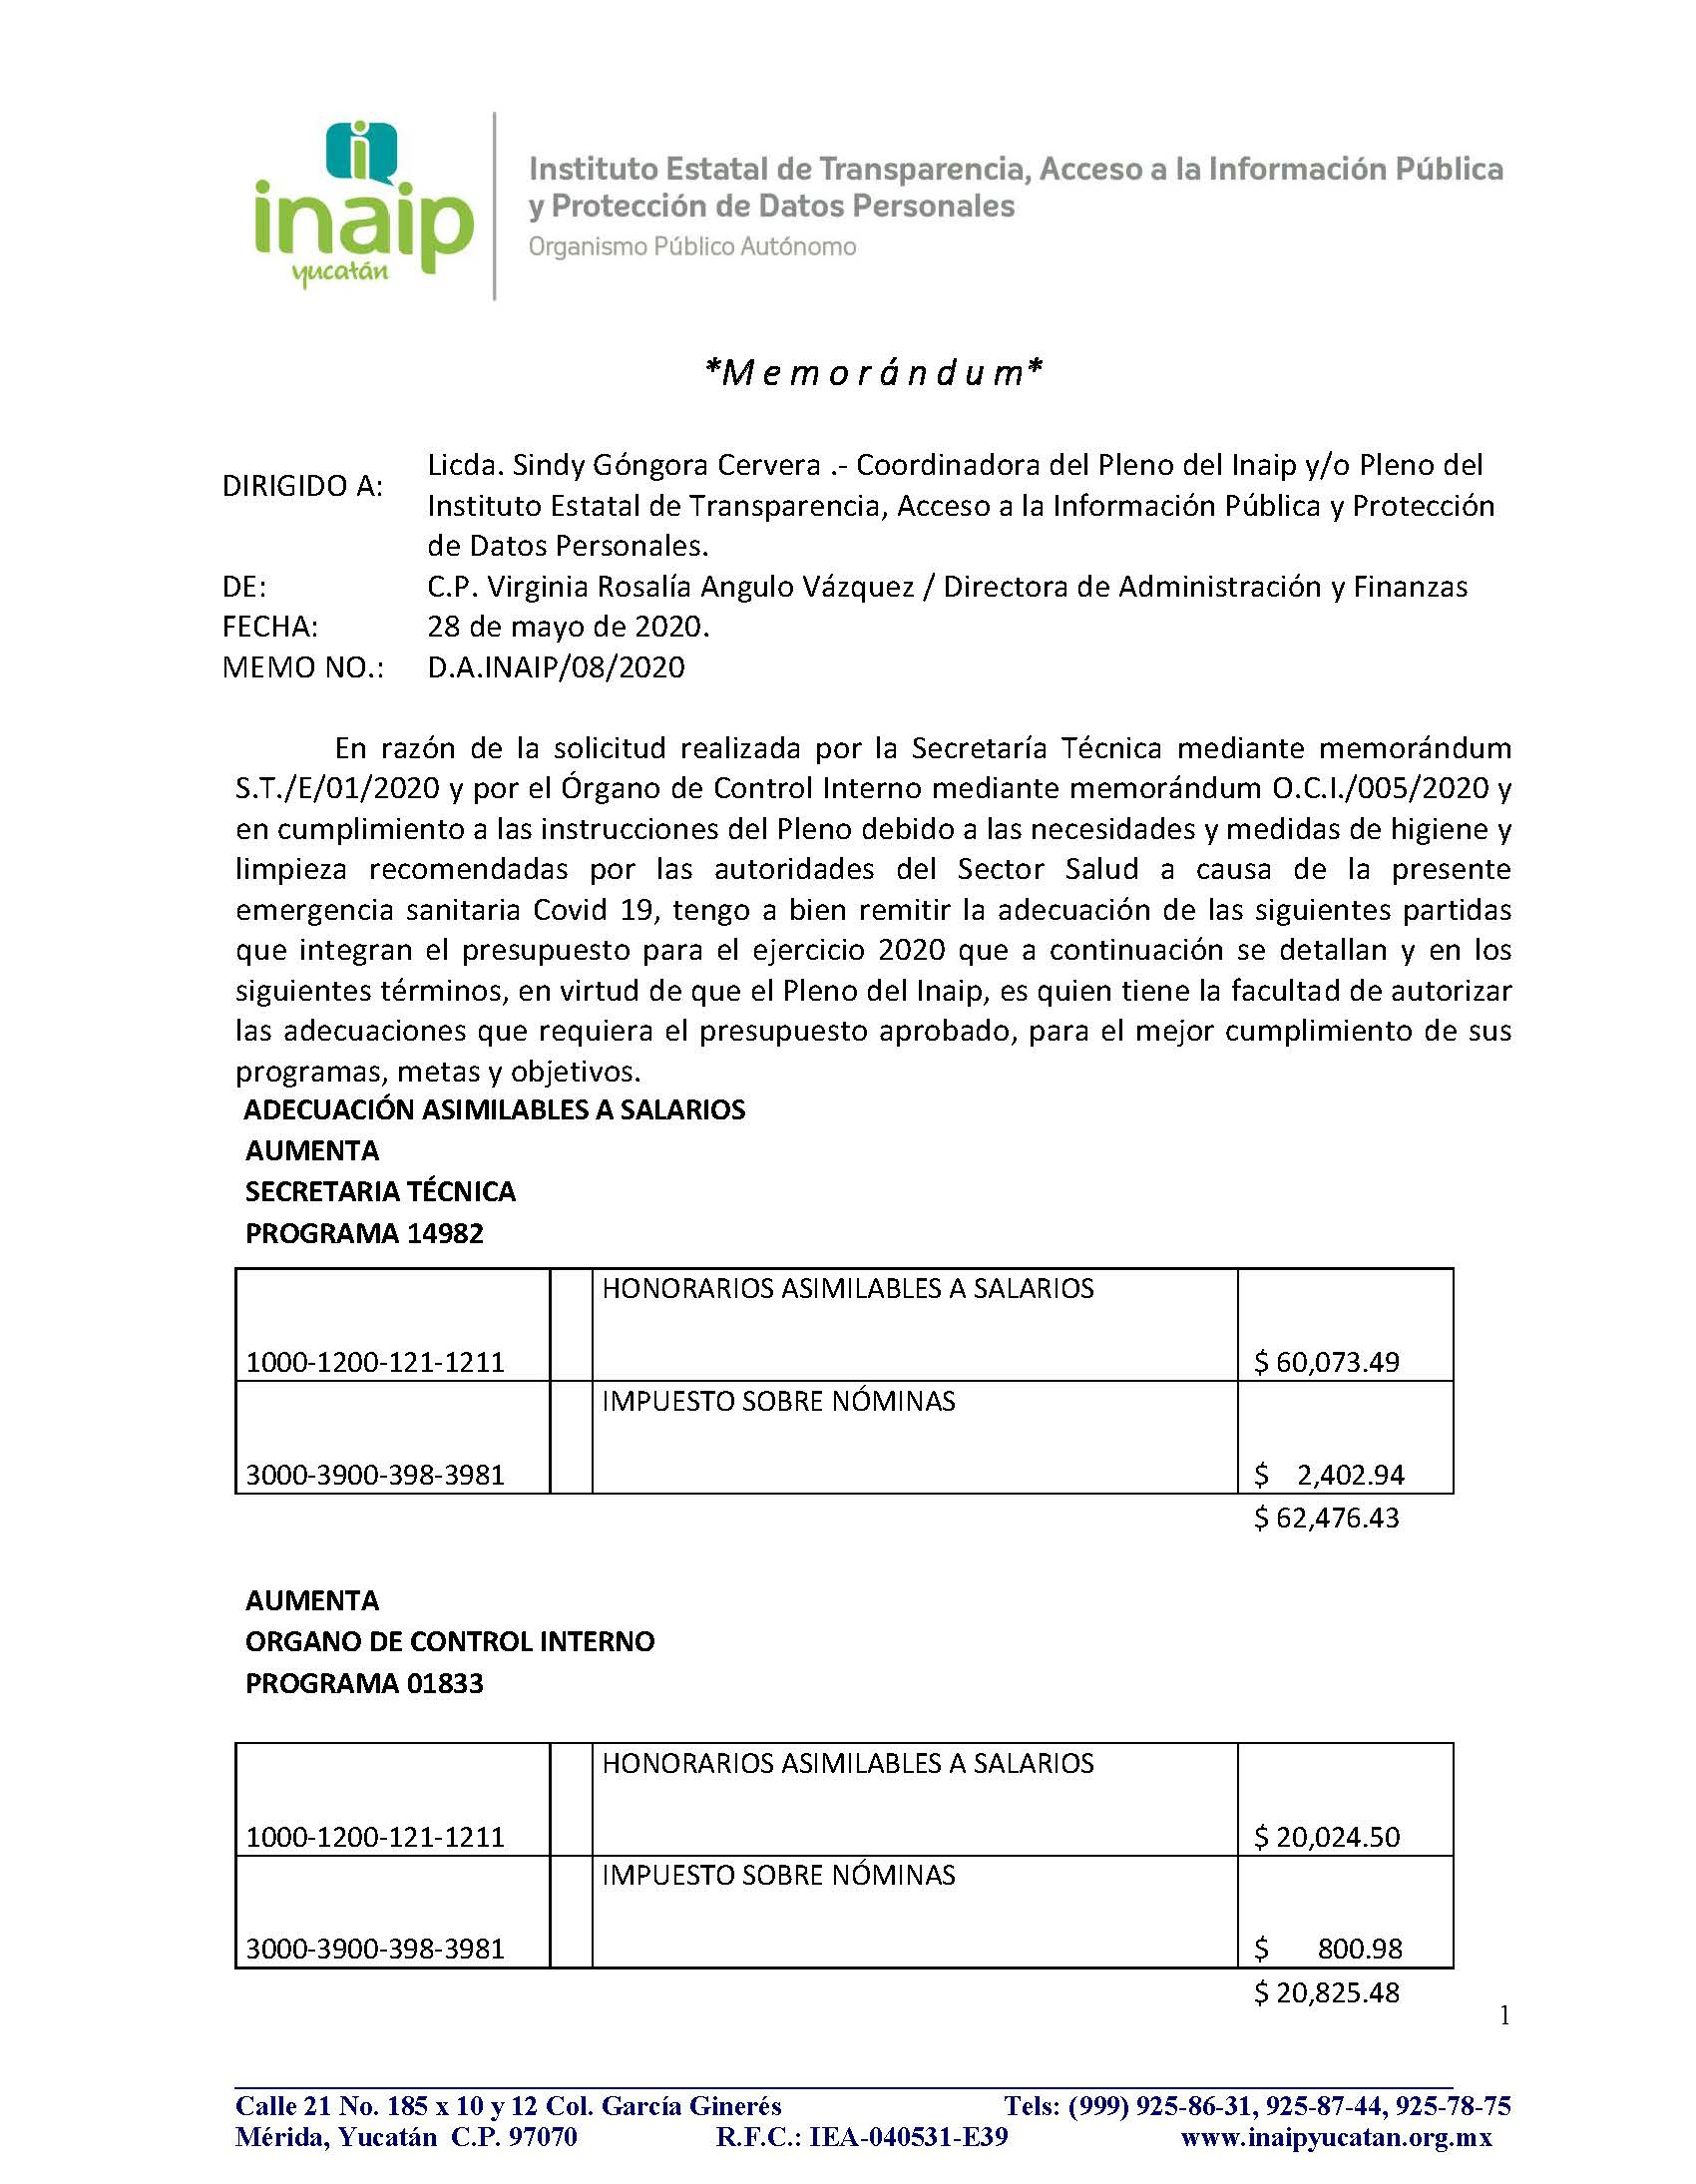 inaip
yucatán
Instituto Estatal de Transparencia, Acceso a la Información Pública
y Protección de Datos Personales
Organismo Público Autónomo
*M e m o r á n d u m*
DIRIGIDO A:
Licda. Sindy Góngora Cervera .- Coordinadora del Pleno del Inaip y/o Pleno del
Instituto Estatal de Transparencia, Acceso a la Información Pública y Protección
de Datos Personales.
DE: C.P. Virginia Rosalía Angulo Vázquez / Directora de Administración y Finanzas
FECHA: 28 de mayo de 2020.
MEMO NO.: D.A.INAIP/08/2020
En razón de la solicitud realizada por la Secretaría Técnica mediante memorándum
S.T./E/01/2020 y por el Órgano de Control Interno mediante memorándum O.C.I./005/2020 y
en cumplimiento a las instrucciones del Pleno debido a las necesidades y medidas de higiene y
limpieza recomendadas por las autoridades del Sector Salud a causa de la presente
emergencia sanitaria Covid 19, tengo a bien remitir la adecuación de las siguientes partidas
que integran el presupuesto para el ejercicio 2020 que a continuación se detallan y en los
siguientes términos, en virtud de que el Pleno del Inaip, es quien tiene la facultad de autorizar
las adecuaciones que requiera el presupuesto aprobado, para el mejor cumplimiento de sus
programas, metas y objetivos.
ADECUACIÓN ASIMILABLES A SALARIOS
AUMENTA
SECRETARIA TÉCNICA
PROGRAMA 14982
HONORARIOS ASIMILABLES A SALARIOS
1000-1200-121-1211 $ 60,073.49
IMPUESTO SOBRE NÓMINAS
3000-3900-398-3981 $ 2,402.94
$ 62,476.43
AUMENTA
ORGANO DE CONTROL INTERNO
PROGRAMA 01833
HONORARIOS ASIMILABLES A SALARIOS
1000-1200-121-1211 $ 20,024.50
IMPUESTO SOBRE NÓMINAS
3000-3900-398-3981 $ 800.98
$ 20,825.48
1
Calle 21 No. 185 x 10 y 12 Col. García Ginerés Tels: (999) 925-86-31, 925-87-44, 925-78-75
Mérida, Yucatán C.P. 97070 R.F.C.: IEA-040531-E39 www.inaipyucatan.org.mx